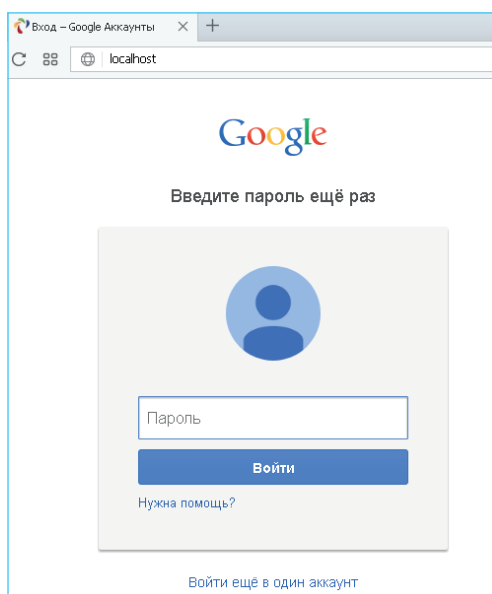 Вход – Google Аккаунты
localhost
Google
Введите пароль ещё раз
Пароль
Войти
Нужна помощь?
Войти ещё в один аккаунт